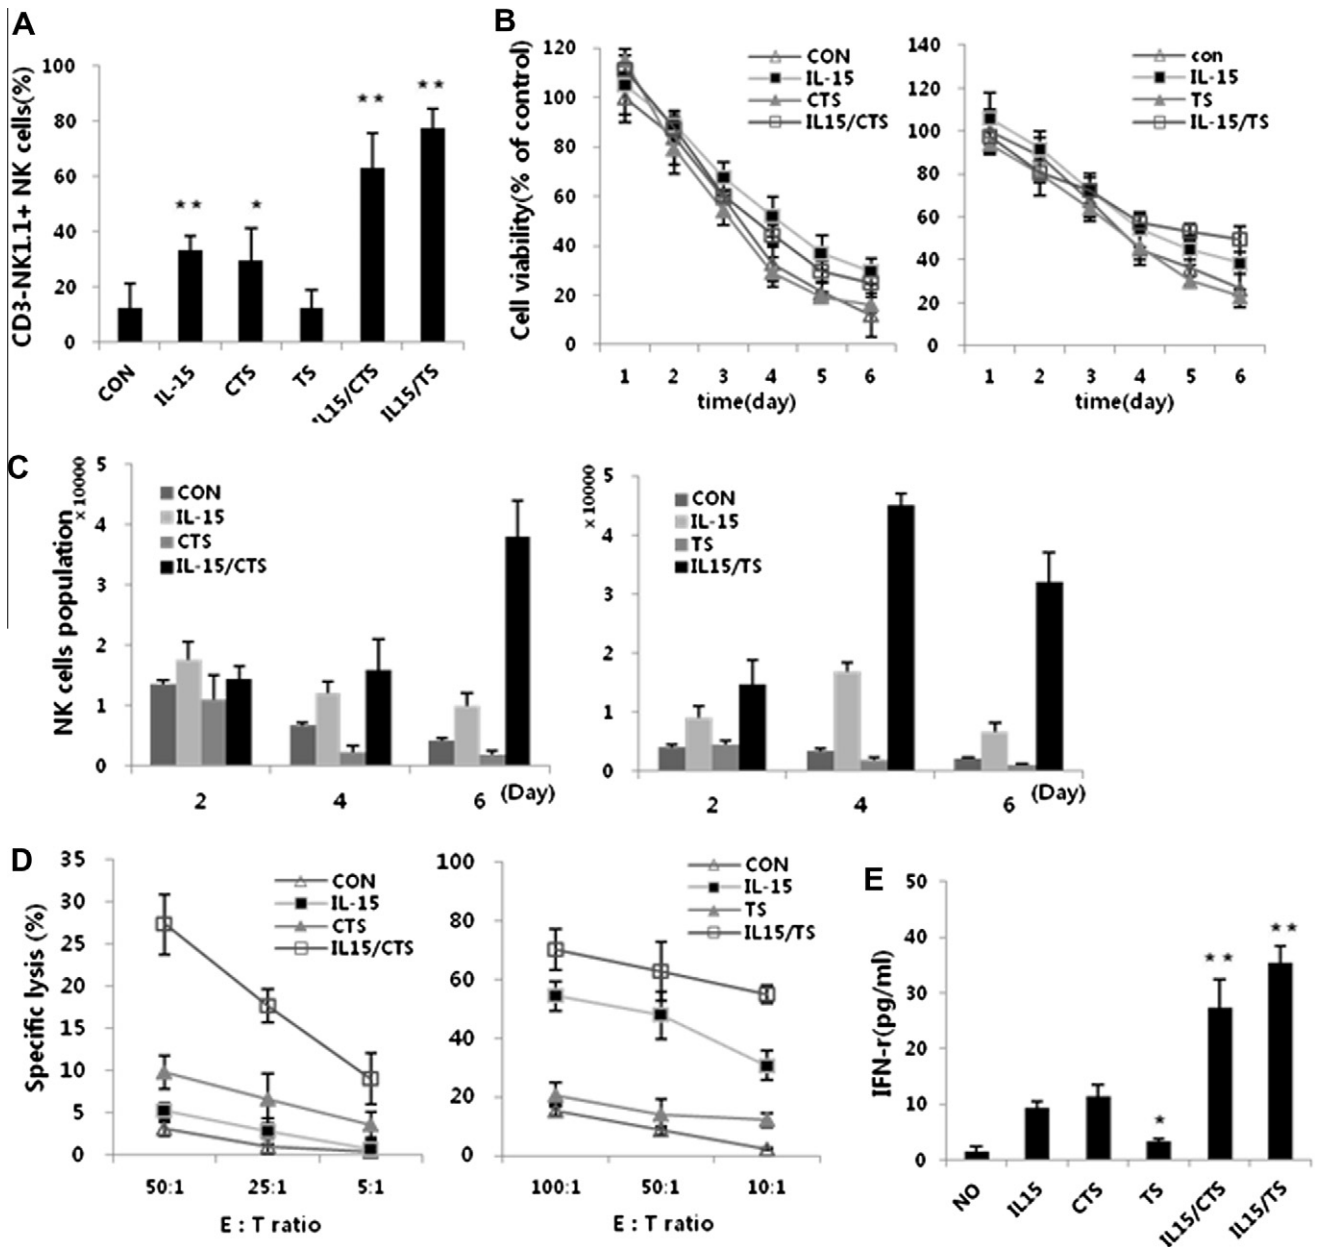 A
CD3-NK1.1+ NK cells(%)
100
80
60
40
20
0
** * ** **
CON IL-15 CTS TS IL15/CTS IL15/TS
B
Cell viability(% of control)
120
100
80
60
40
20
0
CON
IL-15
CTS
IL15/CTS
1 2 3 4 5 6
time(day)
140
120
100
80
60
40
20
0
con
IL-15
TS
IL-15/TS
1 2 3 4 5 6
time(day)
C
NK cells population
x 10000
5
4
3
2
1
0
CON
IL-15
CTS
IL-15/CTS
2 4 6 (Day)
x 10000
5
4
3
2
1
0
CON
IL-15
TS
IL15/TS
2 4 6 (Day)
D
Specific lysis (%)
35
30
25
20
15
10
5
0
CON
IL-15
CTS
IL15/CTS
50:1 25:1 5:1
E : T ratio
100
80
60
40
20
0
CON
IL-15
TS
IL15/TS
100:1 50:1 10:1
E : T ratio
E
IFN-r(pg/ml)
50
40
30
20
10
0
* ** **
NO IL15 CTS TS IL15/CTS IL15/TS